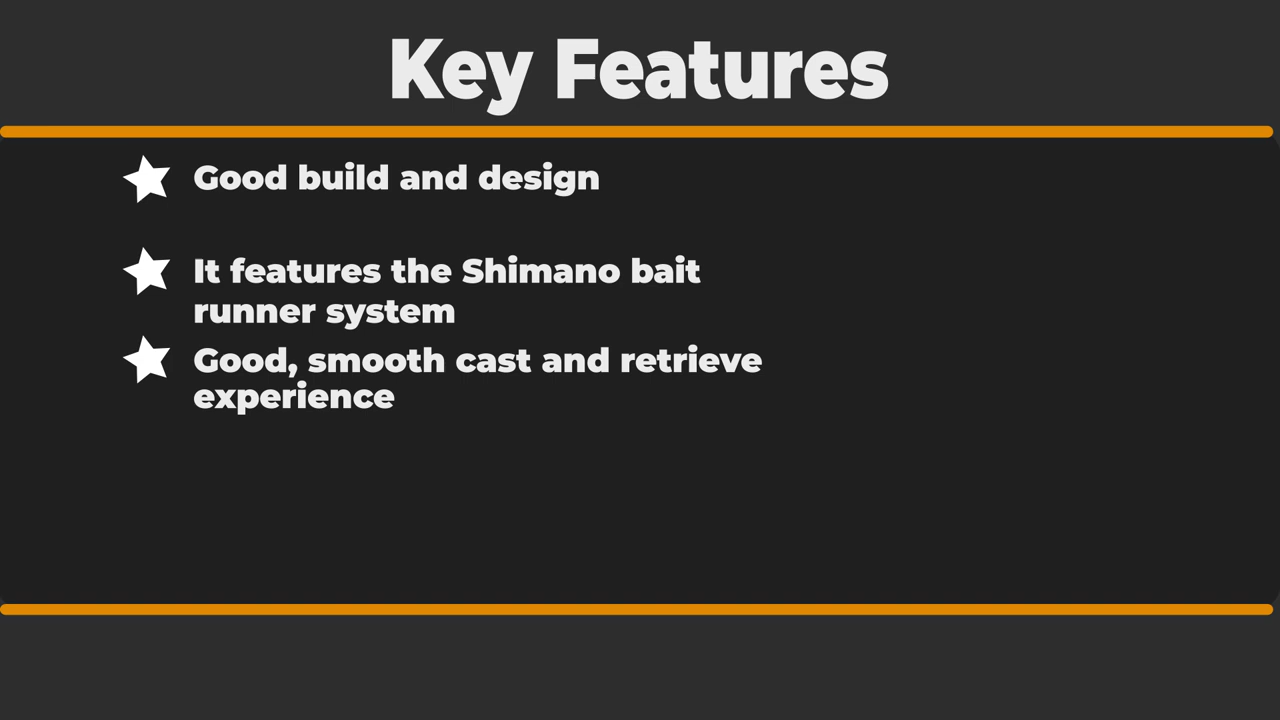 Key Features
Good build and design
It features the Shimano bait
runner system
Good, smooth cast and retrieve
experience